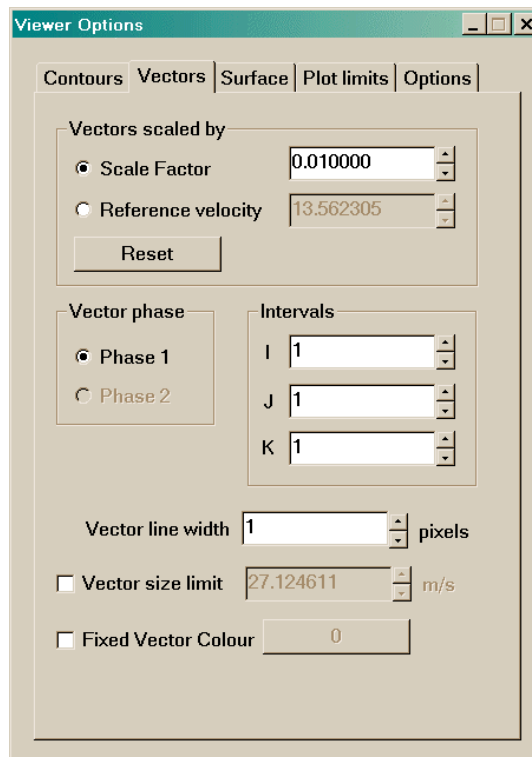 Viewer Options
Contours Vectors Surface Plot limits Options
Vectors scaled by
Scale Factor 0.010000
Reference velocity 13.562305
Reset
Vector phase
Phase 1
Phase 2
Intervals
I 1
J 1
K 1
Vector line width 1 pixels
Vector size limit 27.124611 m/s
Fixed Vector Colour 0